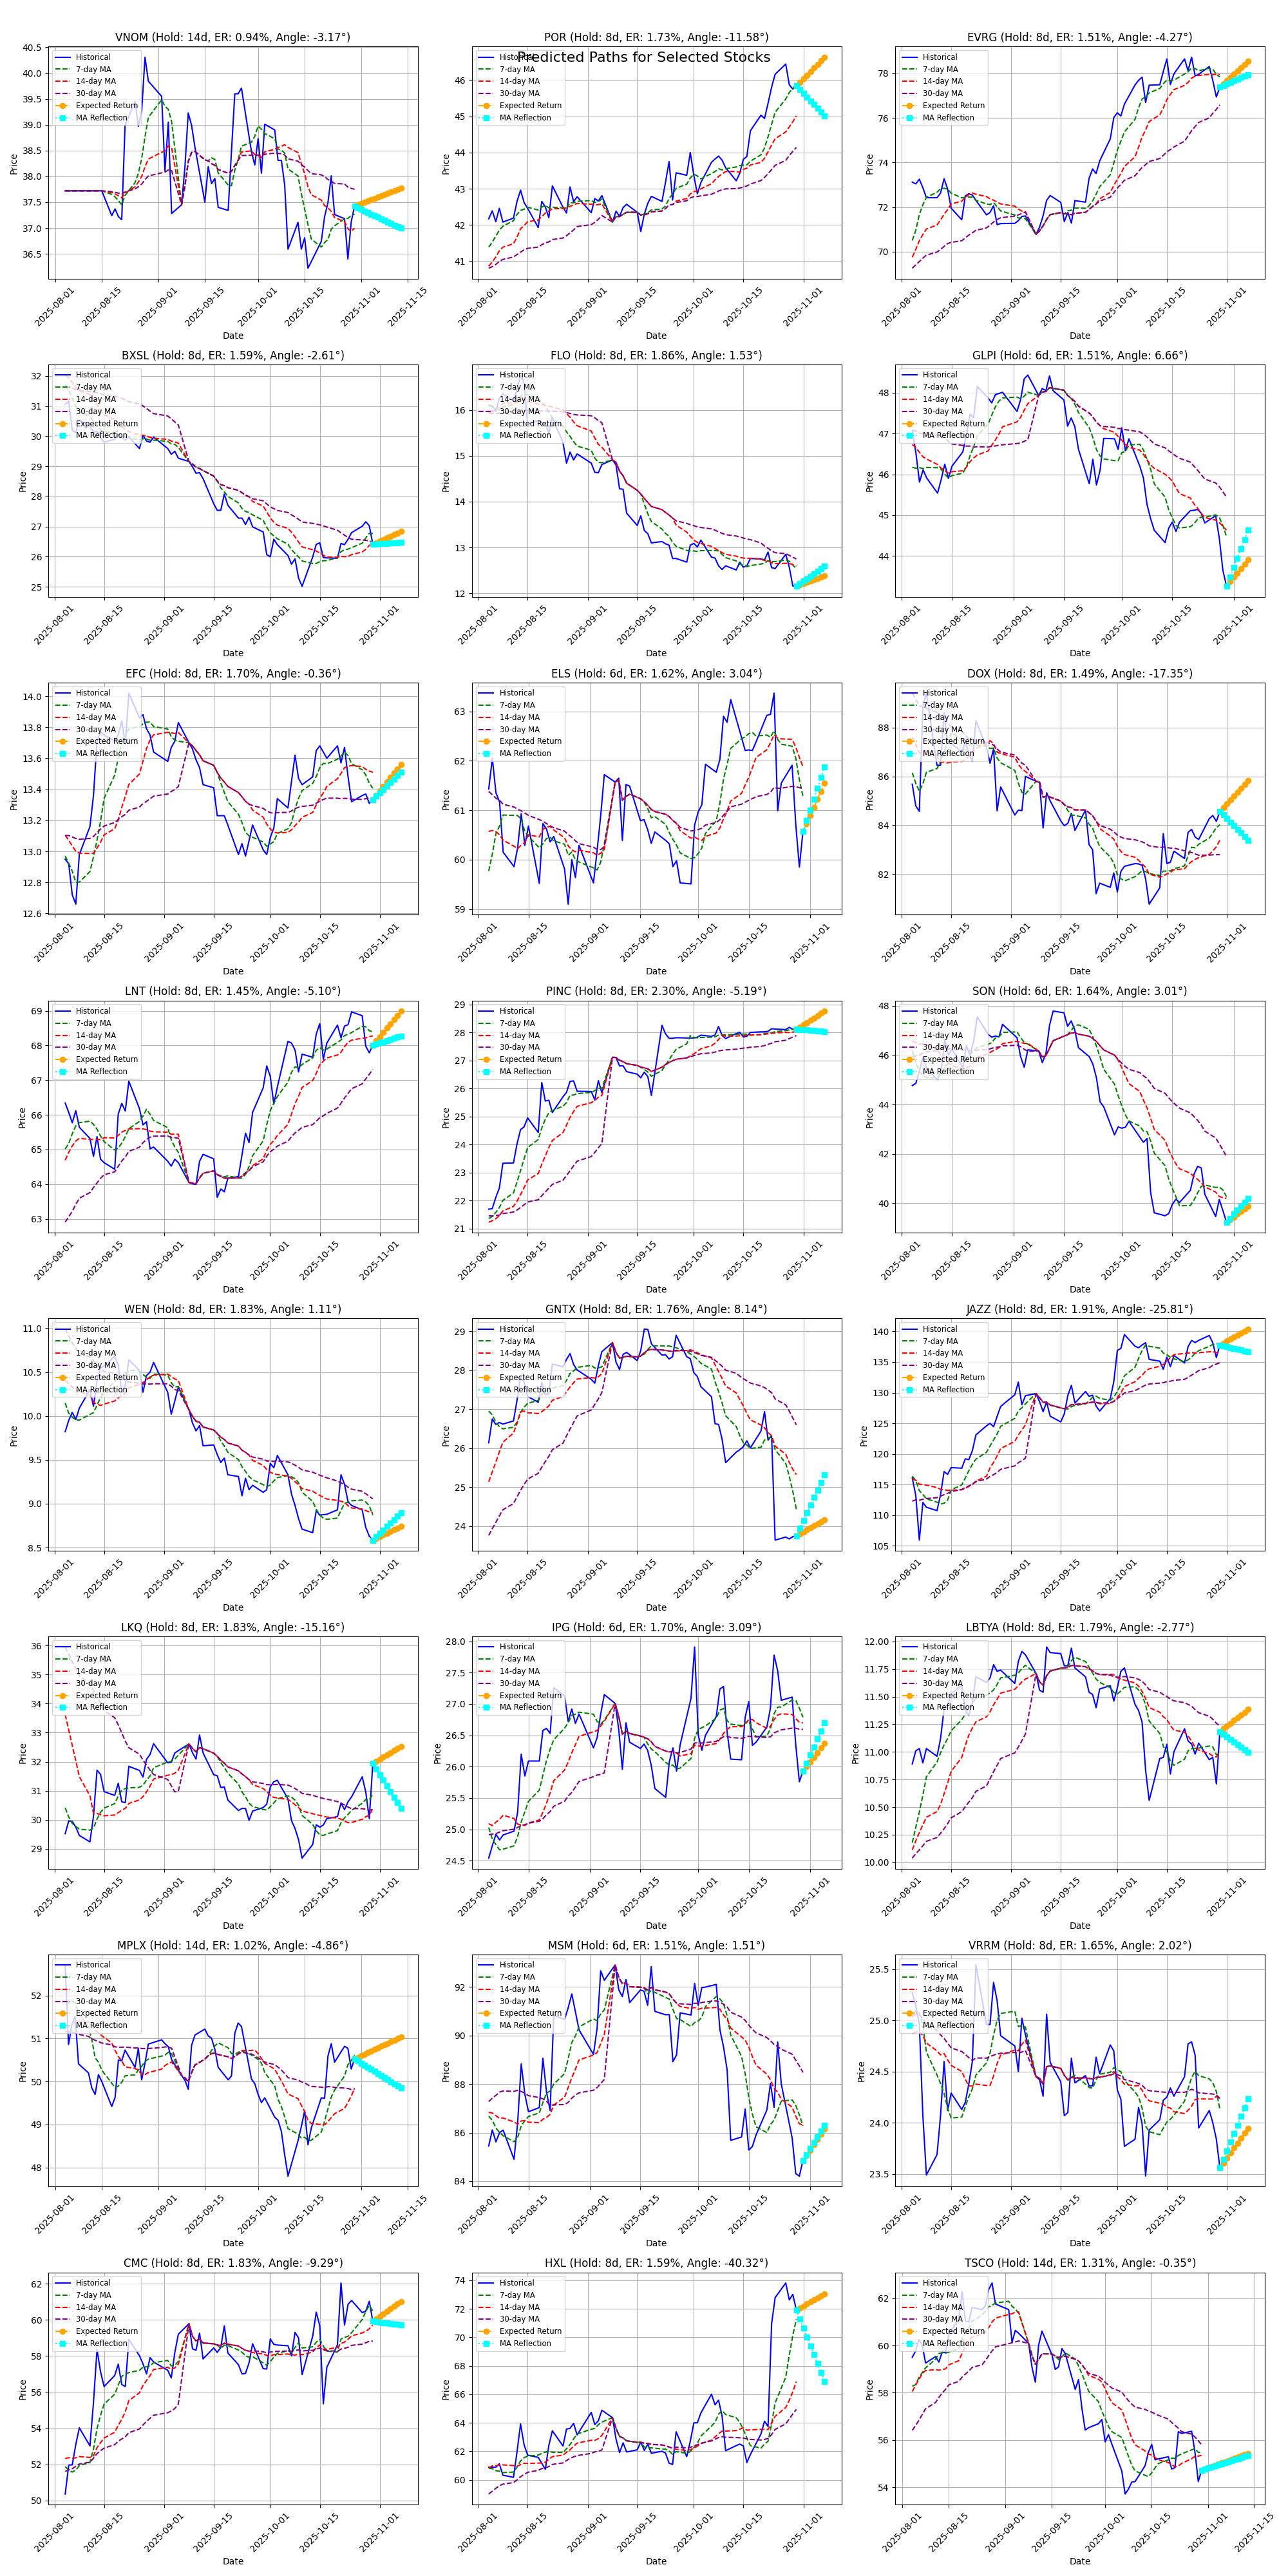 Predicted Paths for Selected Stocks
VNOM (Hold: 14d, ER: 0.94%, Angle: -3.17°)
POR (Hold: 8d, ER: 1.73%, Angle: -11.58°)
EVRG (Hold: 8d, ER: 1.51%, Angle: -4.27°)
Historical
7-day MA
14-day MA
30-day MA
Expected Return
MA Reflection
Price
Date
BXSL (Hold: 8d, ER: 1.59%, Angle: -2.61°)
FLO (Hold: 8d, ER: 1.86%, Angle: 1.53°)
GLPI (Hold: 6d, ER: 1.51%, Angle: 6.66°)
EFC (Hold: 8d, ER: 1.70%, Angle: -0.36°)
ELS (Hold: 6d, ER: 1.62%, Angle: 3.04°)
DOX (Hold: 8d, ER: 1.49%, Angle: -17.35°)
LNT (Hold: 8d, ER: 1.45%, Angle: -5.10°)
PINC (Hold: 8d, ER: 2.30%, Angle: -5.19°)
SON (Hold: 6d, ER: 1.64%, Angle: 3.01°)
WEN (Hold: 8d, ER: 1.83%, Angle: 1.11°)
GNTX (Hold: 8d, ER: 1.76%, Angle: 8.14°)
JAZZ (Hold: 8d, ER: 1.91%, Angle: -25.81°)
LKQ (Hold: 8d, ER: 1.83%, Angle: -15.16°)
IPG (Hold: 6d, ER: 1.70%, Angle: 3.09°)
LBTYA (Hold: 8d, ER: 1.79%, Angle: -2.77°)
MPLX (Hold: 14d, ER: 1.02%, Angle: -4.86°)
MSM (Hold: 6d, ER: 1.51%, Angle: 1.51°)
VRRM (Hold: 8d, ER: 1.65%, Angle: 2.02°)
CMC (Hold: 8d, ER: 1.83%, Angle: -9.29°)
HXL (Hold: 8d, ER: 1.59%, Angle: -40.32°)
TSCO (Hold: 14d, ER: 1.31%, Angle: -0.35°)
2025-08-01
2025-08-15
2025-09-01
2025-09-15
2025-10-01
2025-10-15
2025-11-01
2025-11-15